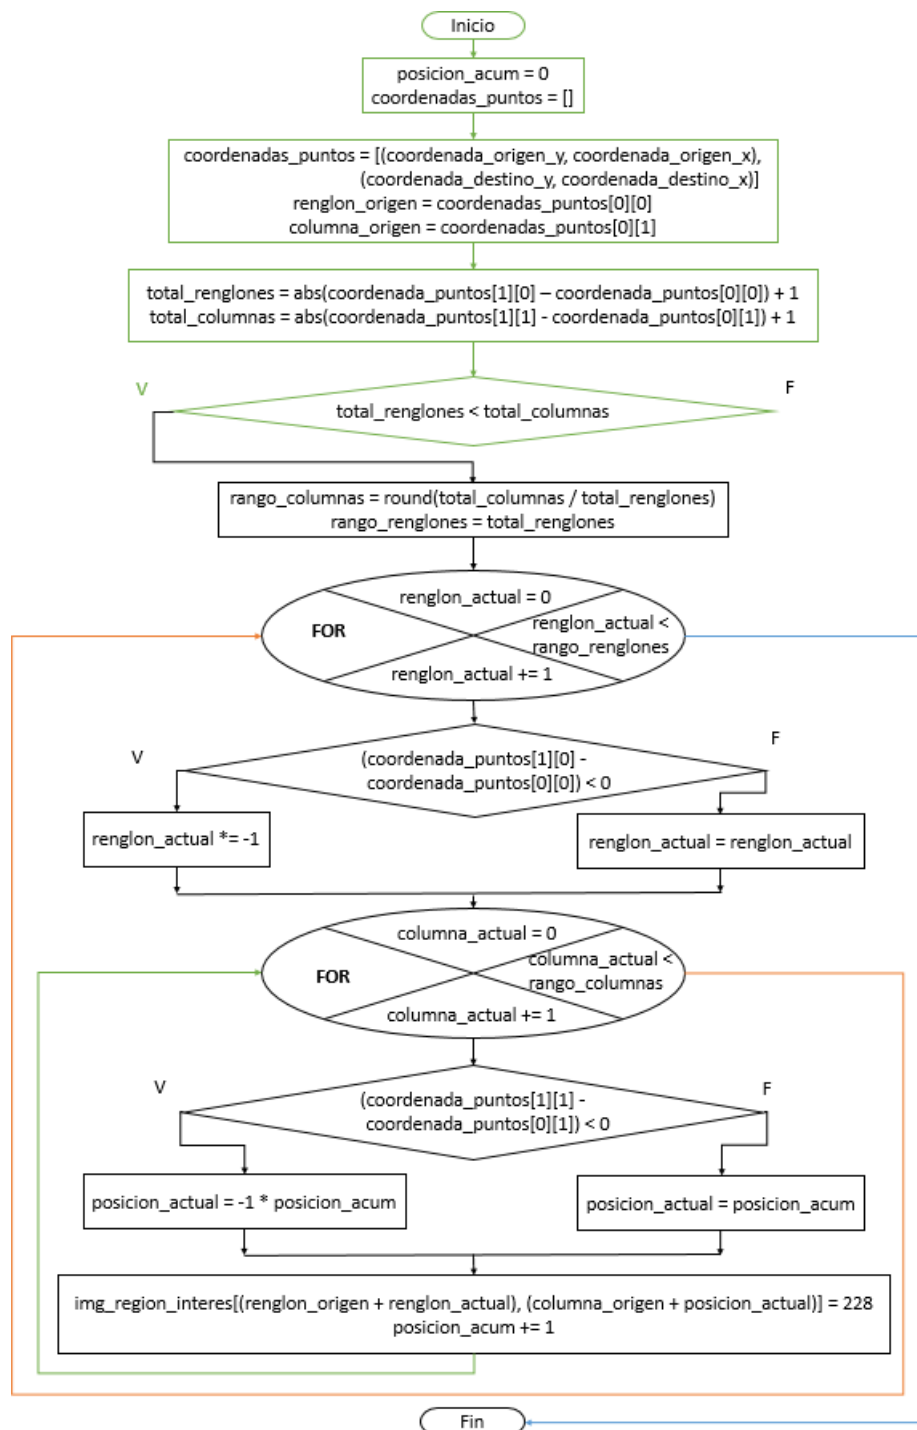 Inicio
posicion_acum = 0
coordenadas_puntos = []
coordenadas_puntos = [(coordenada_origen_y, coordenada_origen_x),
(coordenada_destino_y, coordenada_destino_x)]
renglon_origen = coordenadas_puntos[0][0]
columna_origen = coordenadas_puntos[0][1]
total_renglones = abs(coordenada_puntos[1][0] – coordenada_puntos[0][0]) + 1
total_columnas = abs(coordenada_puntos[1][1] - coordenada_puntos[0][1]) + 1
V
F
total_renglones < total_columnas
rango_columnas = round(total_columnas / total_renglones)
rango_renglones = total_renglones
renglon_actual = 0
FOR
renglon_actual <
rango_renglones
renglon_actual += 1
V
F
(coordenada_puntos[1][0] -
coordenada_puntos[0][0]) < 0
renglon_actual *= -1
renglon_actual = renglon_actual
columna_actual = 0
FOR
columna_actual <
rango_columnas
columna_actual += 1
V
F
(coordenada_puntos[1][1] -
coordenada_puntos[0][1]) < 0
posicion_actual = -1 * posicion_acum
posicion_actual = posicion_acum
img_region_interes[(renglon_origen + renglon_actual), (columna_origen + posicion_actual)] = 228
posicion_acum += 1
Fin